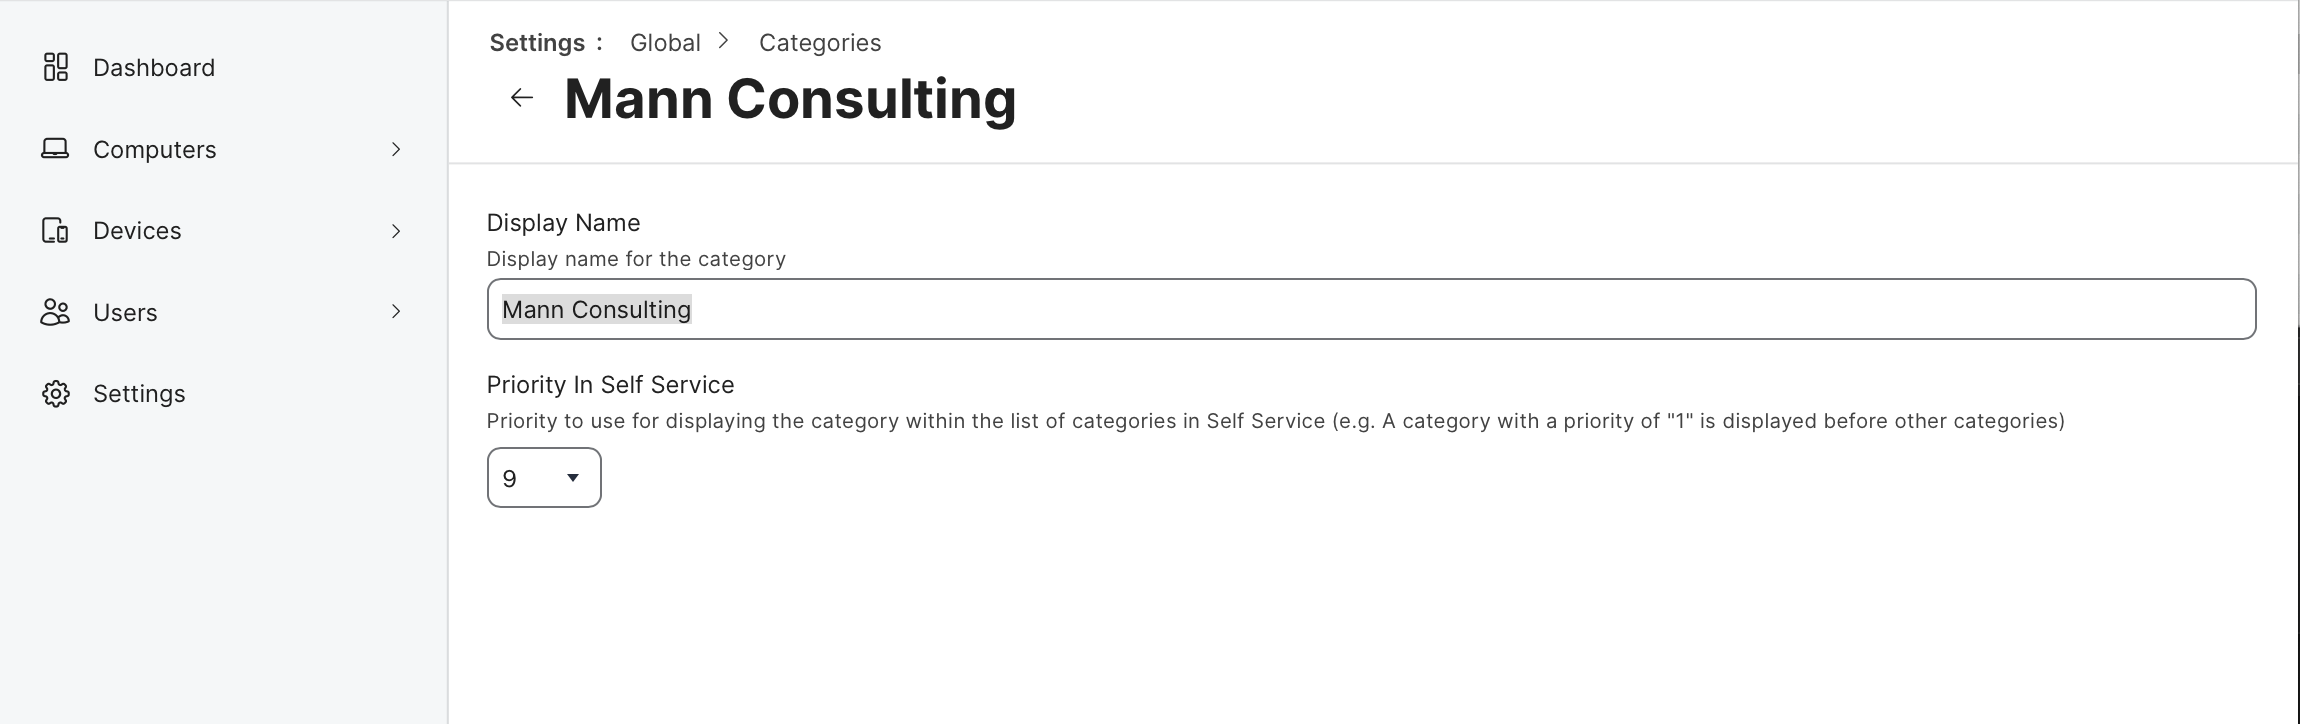 Dashboard
Computers
Devices
Users
Settings
Settings : Global > Categories
Mann Consulting
Display Name
Display name for the category
Mann Consulting
Priority In Self Service
Priority to use for displaying the category within the list of categories in Self Service (e.g. A category with a priority of "1" is displayed before other categories)
9